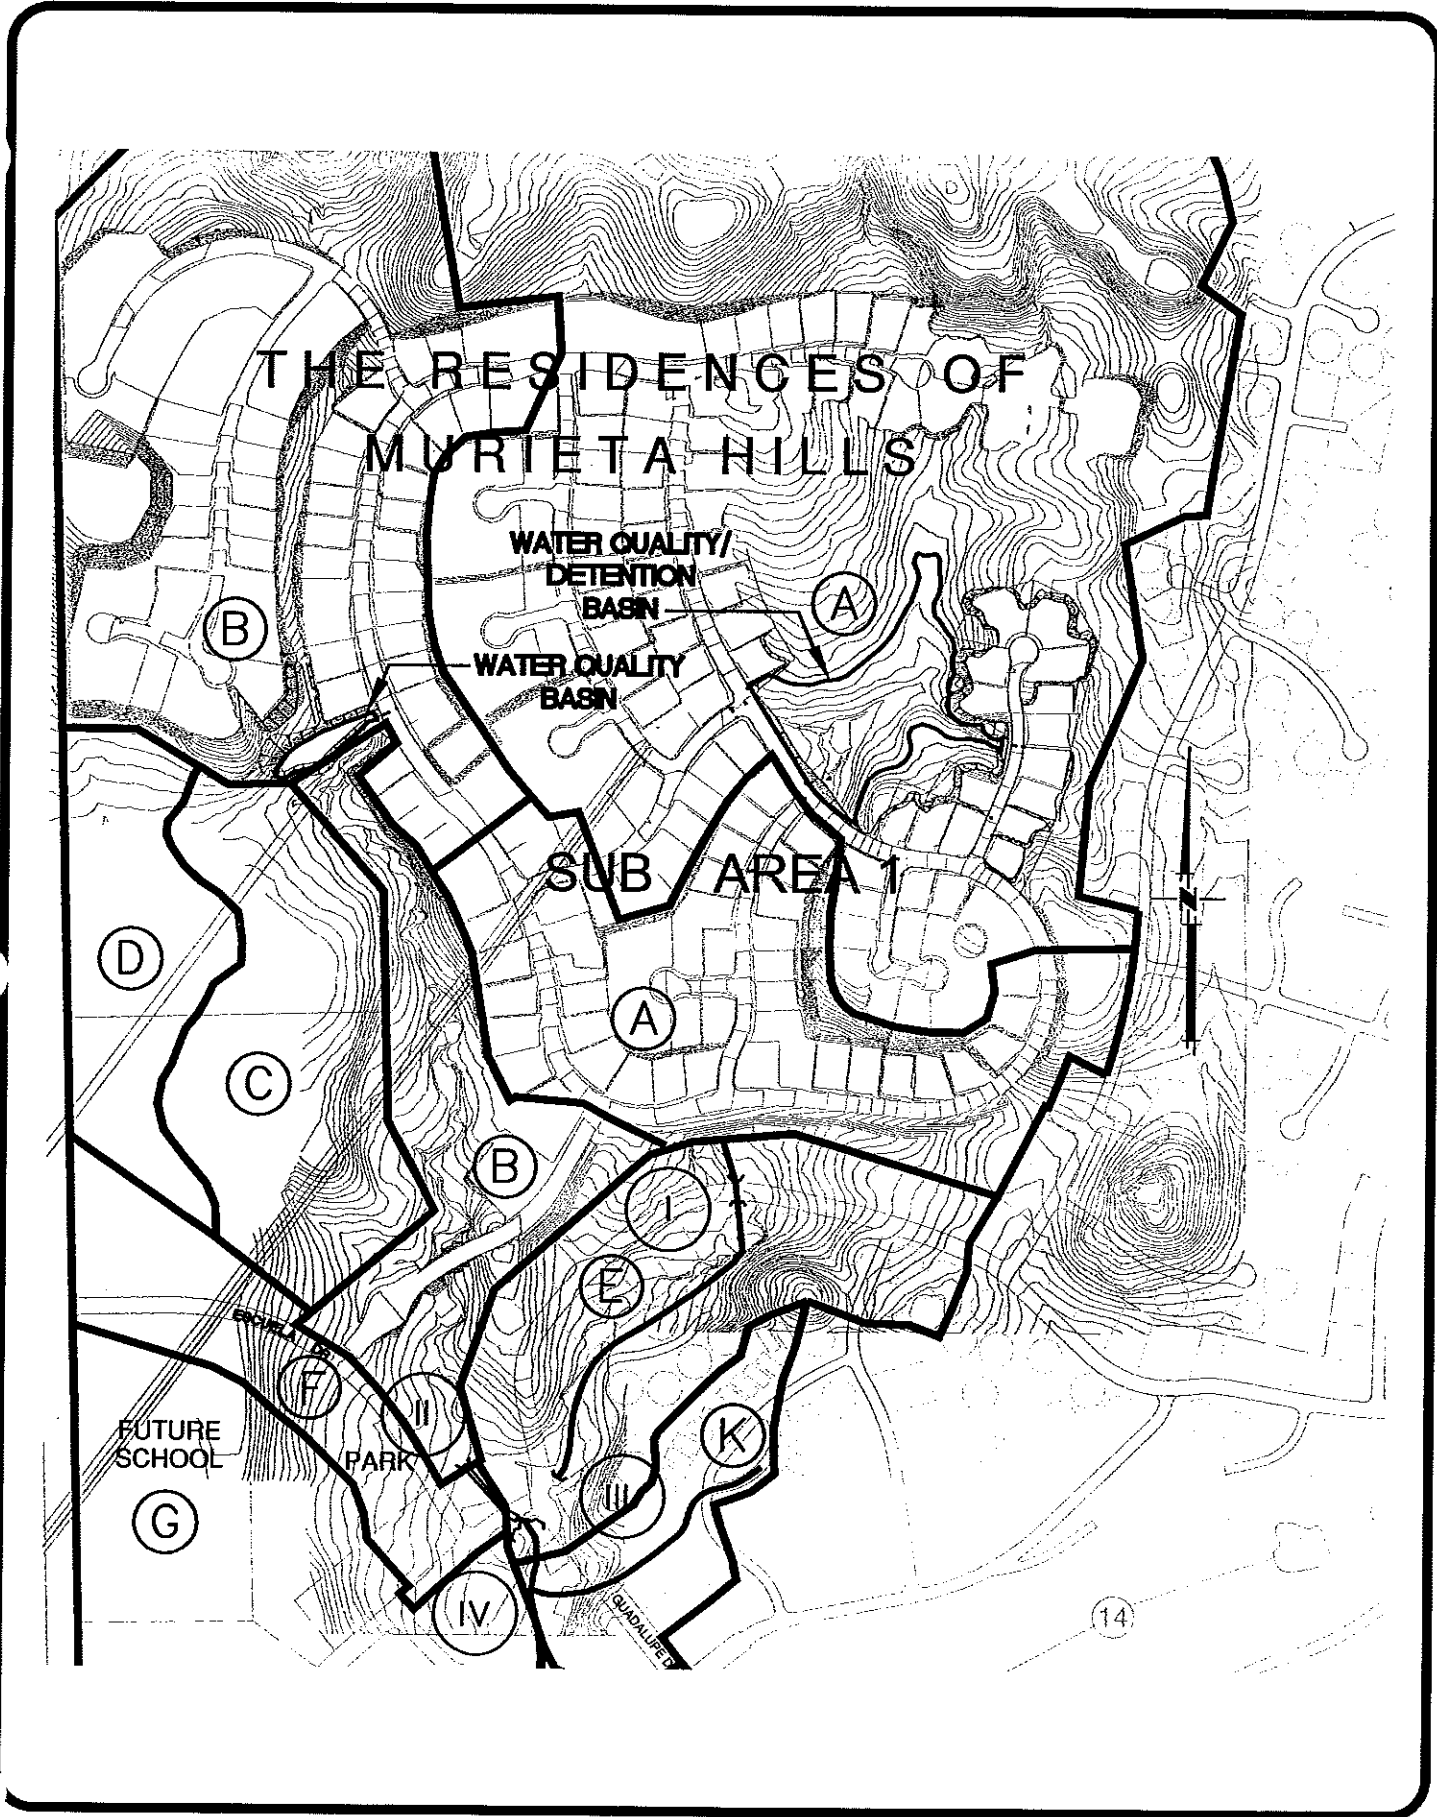 THE RESIDENCES OF
MURIETA HILLS
WATER QUALITY/
DETENTION
BASIN
A
B
WATER QUALITY
BASIN
SUB AREA 1
N
D
A
C
B
I
E
ESCUELA DR
F
II
K
FUTURE
SCHOOL
PARK
III
G
IV
GUADALUPE D
14